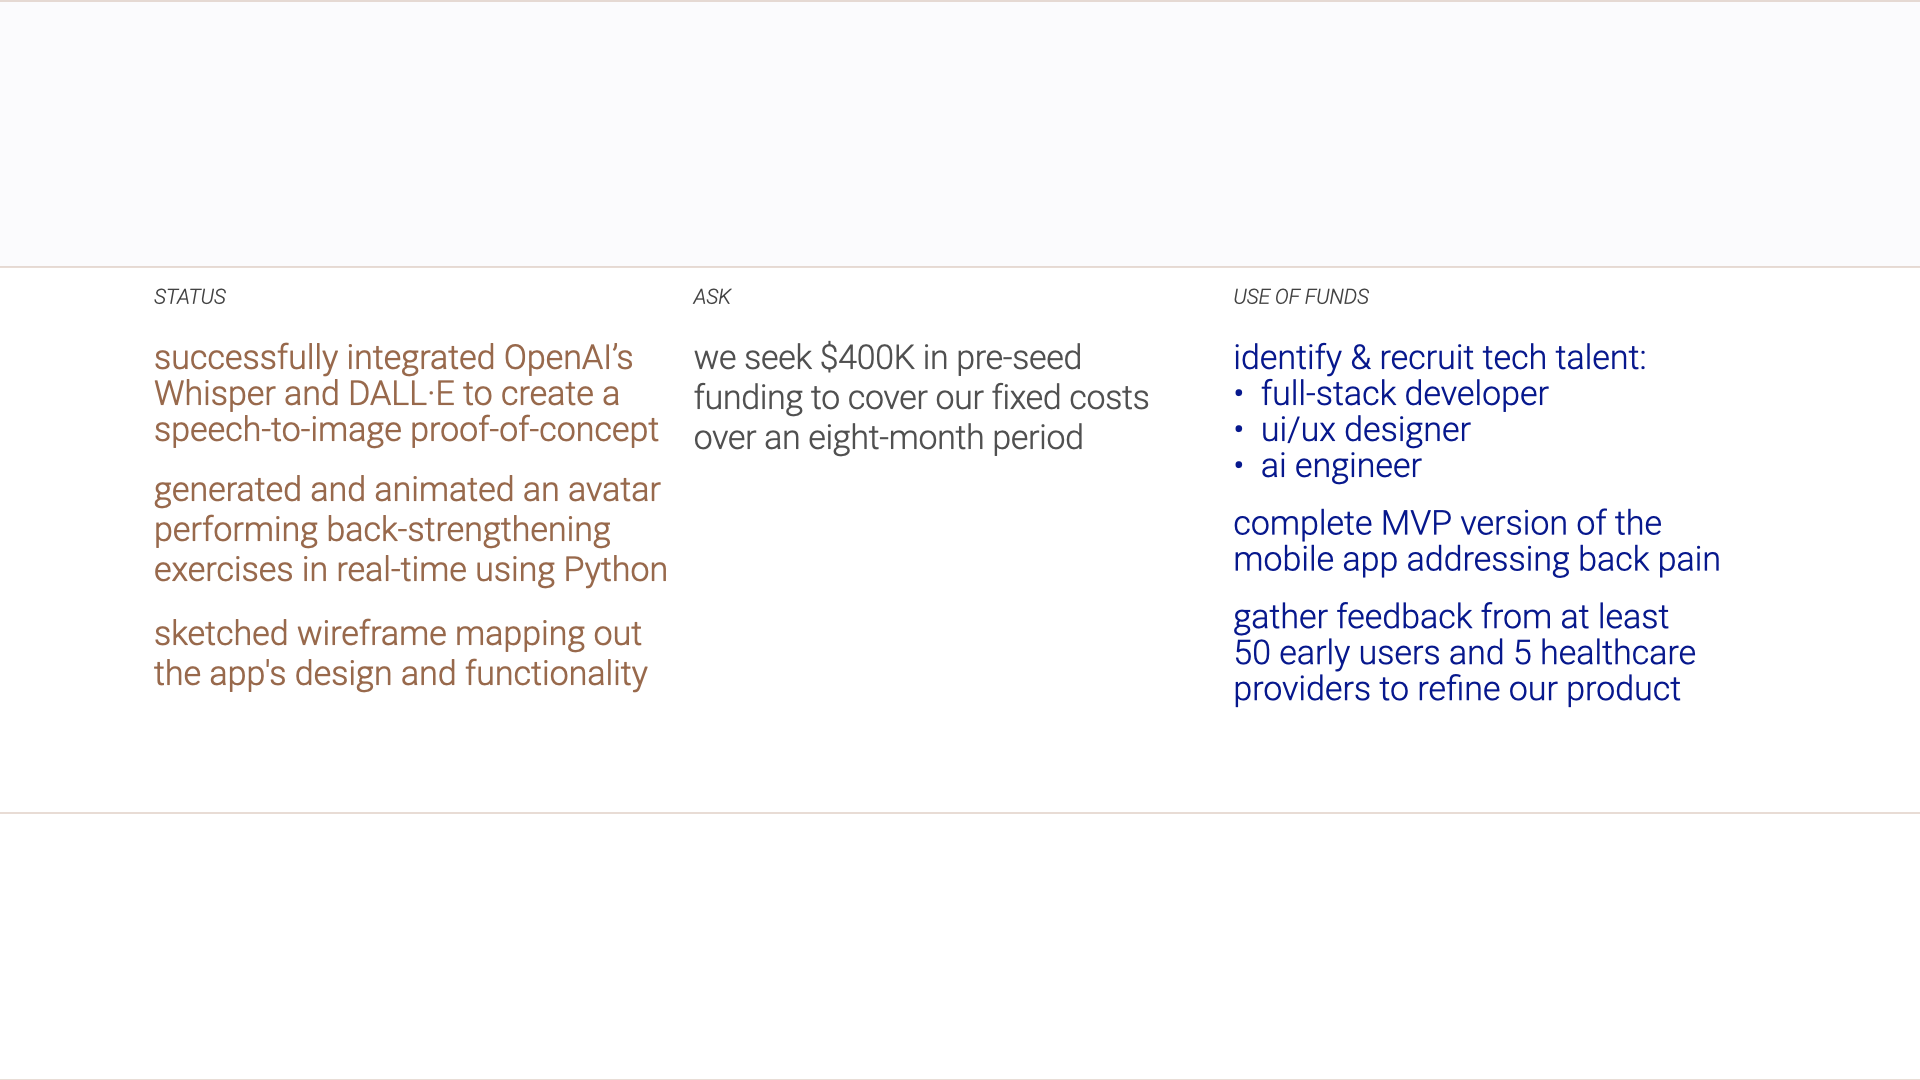 STATUS
successfully integrated OpenAI’s
Whisper and DALL·E to create a
speech-to-image proof-of-concept
generated and animated an avatar
performing back-strengthening
exercises in real-time using Python
sketched wireframe mapping out
the app's design and functionality
ASK
we seek $400K in pre-seed
funding to cover our fixed costs
over an eight-month period
USE OF FUNDS
identify & recruit tech talent:
• full-stack developer
• ui/ux designer
• ai engineer
complete MVP version of the
mobile app addressing back pain
gather feedback from at least
50 early users and 5 healthcare
providers to refine our product